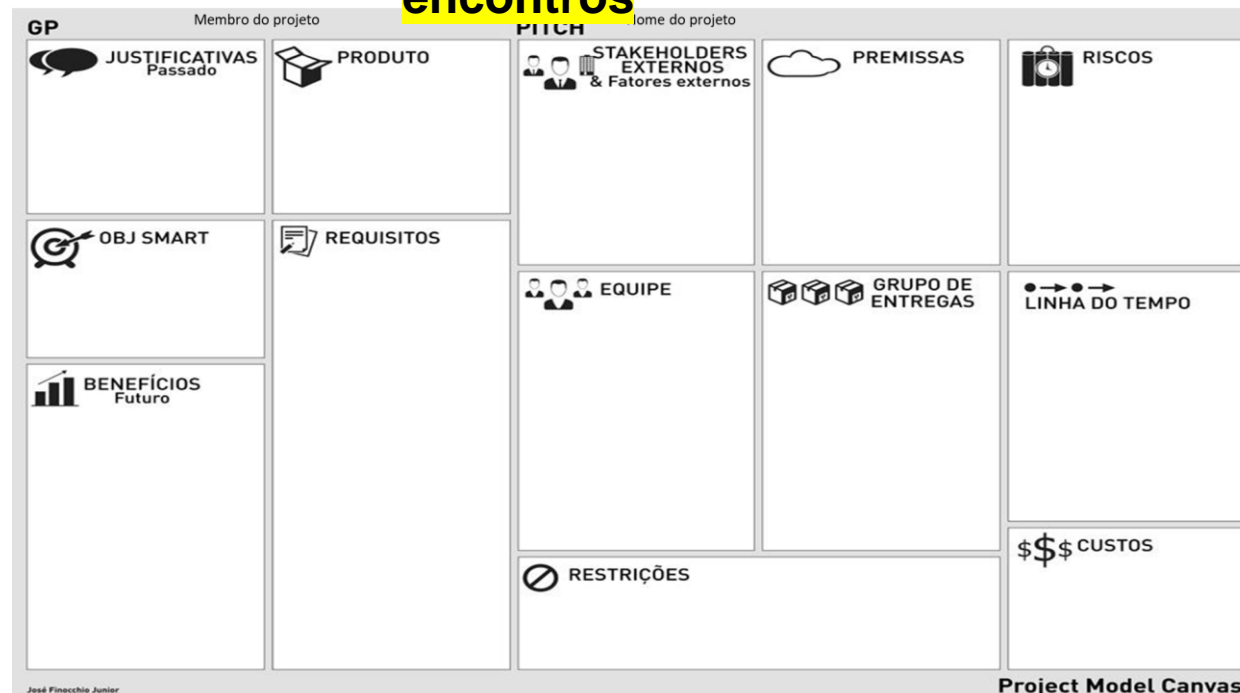 encontros
GP
Membro do projeto
PITCH
Nome do projeto
JUSTIFICATIVAS
Passado
PRODUTO
STAKEHOLDERS
EXTERNOS
& Fatores externos
PREMISSAS
RISCOS
OBJ SMART
REQUISITOS
EQUIPE
GRUPO DE
ENTREGAS
LINHA DO TEMPO
BENEFÍCIOS
Futuro
$$$ CUSTOS
RESTRIÇÕES
José Finocchio Junior
Project Model Canvas